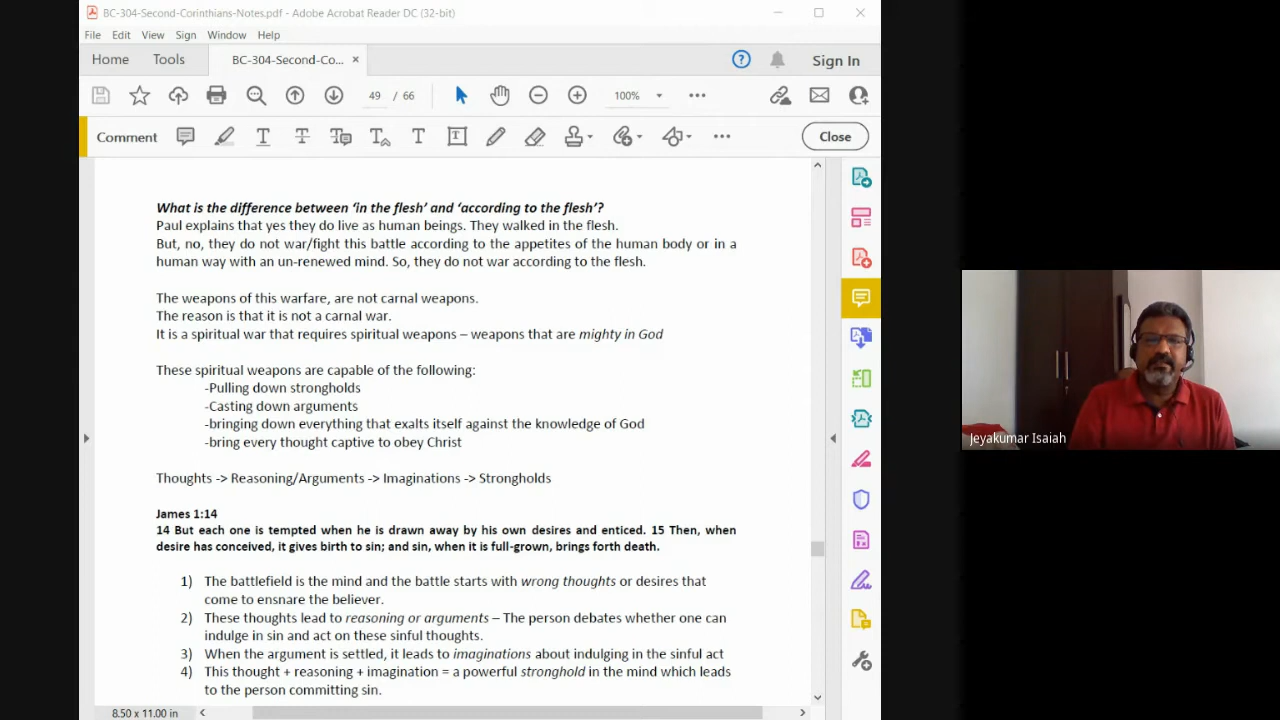 BC-304-Second-Corinthians-Notes.pdf - Adobe Acrobat Reader DC (32-bit)
File Edit View Sign Window Help
Home Tools BC-304-Second-Co... × Sign In
49 / 66 100%
Comment Close
What is the difference between ‘in the flesh’ and ‘according to the flesh’?
Paul explains that yes they do live as human beings. They walked in the flesh.
But, no, they do not war/fight this battle according to the appetites of the human body or in a
human way with an un-renewed mind. So, they do not war according to the flesh.
The weapons of this warfare, are not carnal weapons.
The reason is that it is not a carnal war.
It is a spiritual war that requires spiritual weapons – weapons that are mighty in God
These spiritual weapons are capable of the following:
-Pulling down strongholds
-Casting down arguments
-bringing down everything that exalts itself against the knowledge of God
-bring every thought captive to obey Christ
Thoughts -> Reasoning/Arguments -> Imaginations -> Strongholds
James 1:14
14 But each one is tempted when he is drawn away by his own desires and enticed. 15 Then, when
desire has conceived, it gives birth to sin; and sin, when it is full-grown, brings forth death.
1) The battlefield is the mind and the battle starts with wrong thoughts or desires that
come to ensnare the believer.
2) These thoughts lead to reasoning or arguments – The person debates whether one can
indulge in sin and act on these sinful thoughts.
3) When the argument is settled, it leads to imaginations about indulging in the sinful act
4) This thought + reasoning + imagination = a powerful stronghold in the mind which leads
to the person committing sin.
8.50 x 11.00 in
Jeyakumar Isaiah